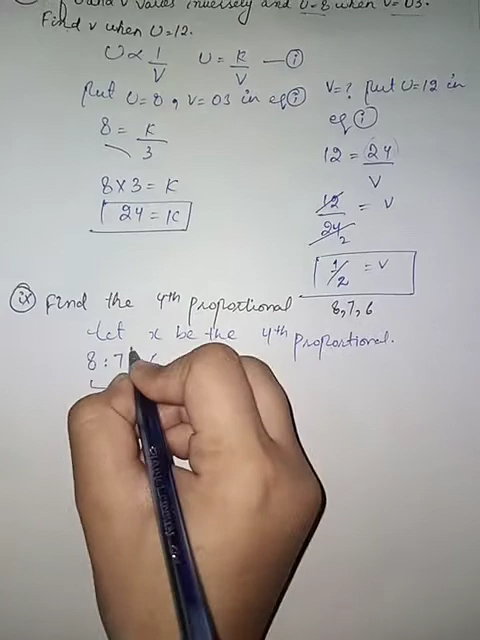 U and V varies inversely and U=8 when V=03.
Find v when U=12.
U ∝ 1/V U = K/V — (i)
Put U=8, V=03 in eq (i)
8 = K/3
8×3 = K
24 = K
V=? Put U=12 in
eq (i)
12 = 24/V
12/24 2 = V
1/2 = V
(ix) Find the 4th proportional
8,7,6
let x be the 4th proportional.
8:7